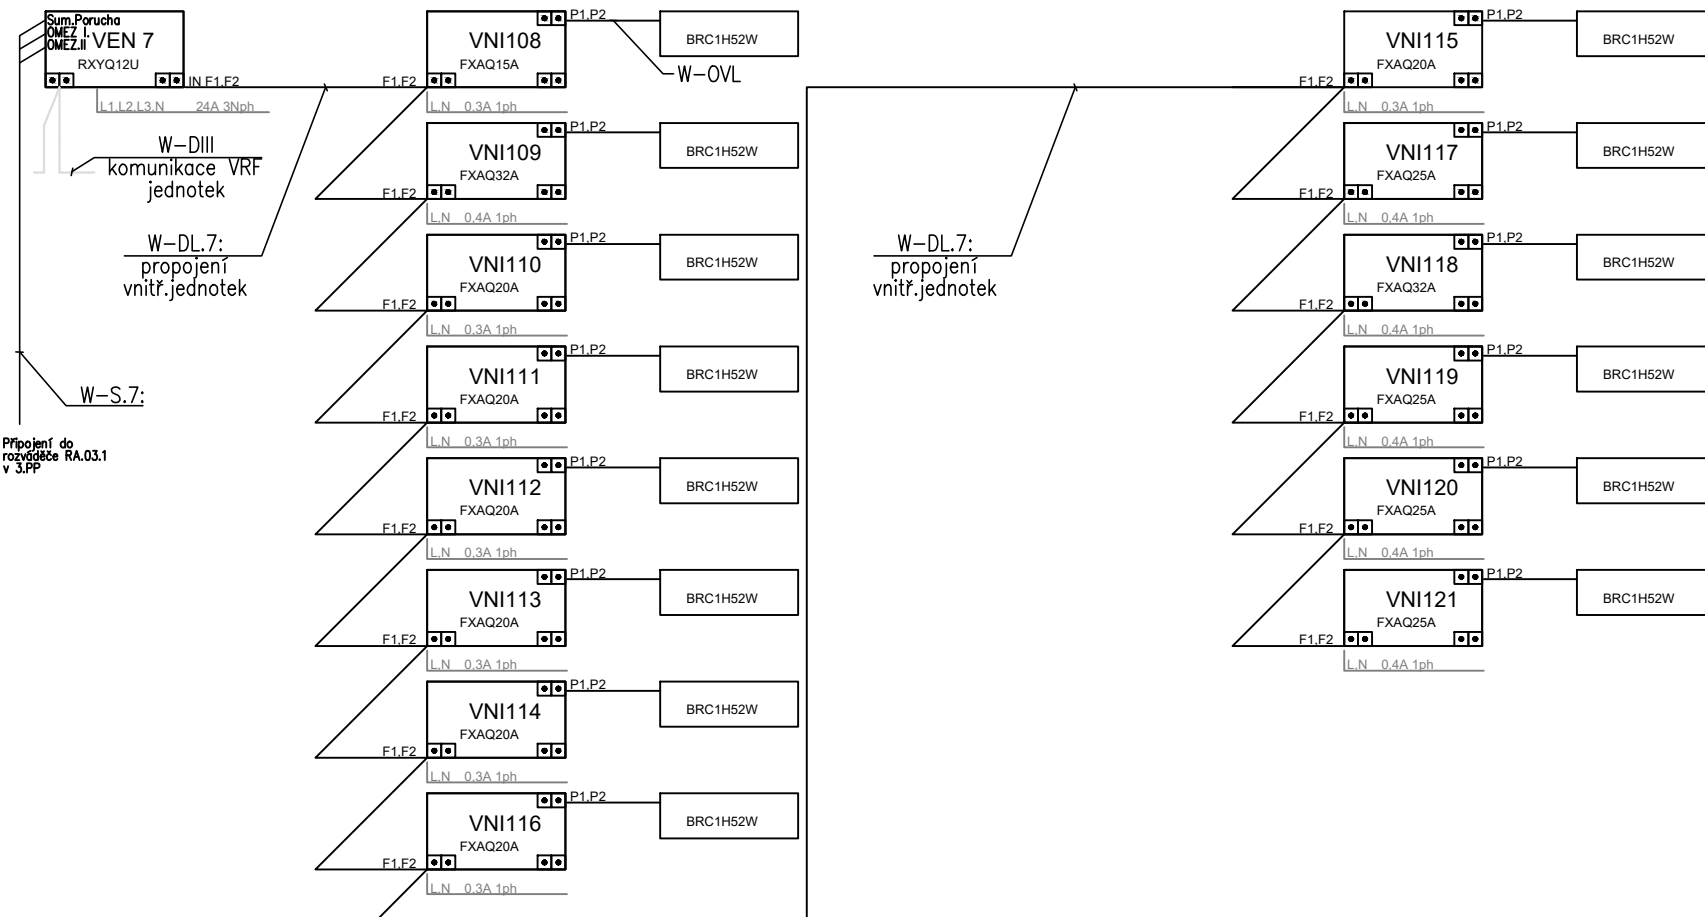 Sum.Porucha
OMEZ I.
OMEZ.II
VEN 7
RXYQ12U
IN F1,F2
L1,L2,L3,N 24A 3Nph
W-DIII
komunikace VRF
jednotek
W-DL.7:
propojení
vnitř.jednotek
W-S.7:
Připojení do
rozváděče RA.03.1
v 3.PP
P1,P2
VNI108
FXAQ15A
BRC1H52W
W-OVL
F1,F2
L,N 0,3A 1ph
P1,P2
VNI109
FXAQ32A
BRC1H52W
F1,F2
L,N 0,4A 1ph
P1,P2
VNI110
FXAQ20A
BRC1H52W
F1,F2
L,N 0,3A 1ph
P1,P2
VNI111
FXAQ20A
BRC1H52W
F1,F2
L,N 0,3A 1ph
P1,P2
VNI112
FXAQ20A
BRC1H52W
F1,F2
L,N 0,3A 1ph
P1,P2
VNI113
FXAQ20A
BRC1H52W
F1,F2
L,N 0,3A 1ph
P1,P2
VNI114
FXAQ20A
BRC1H52W
F1,F2
L,N 0,3A 1ph
P1,P2
VNI116
FXAQ20A
BRC1H52W
F1,F2
L,N 0,3A 1ph
W-DL.7:
propojení
vnitř.jednotek
P1,P2
VNI115
FXAQ20A
BRC1H52W
F1,F2
L,N 0,3A 1ph
P1,P2
VNI117
FXAQ25A
BRC1H52W
F1,F2
L,N 0,4A 1ph
P1,P2
VNI118
FXAQ32A
BRC1H52W
F1,F2
L,N 0,4A 1ph
P1,P2
VNI119
FXAQ25A
BRC1H52W
F1,F2
L,N 0,4A 1ph
P1,P2
VNI120
FXAQ25A
BRC1H52W
F1,F2
L,N 0,4A 1ph
P1,P2
VNI121
FXAQ25A
BRC1H52W
F1,F2
L,N 0,4A 1ph